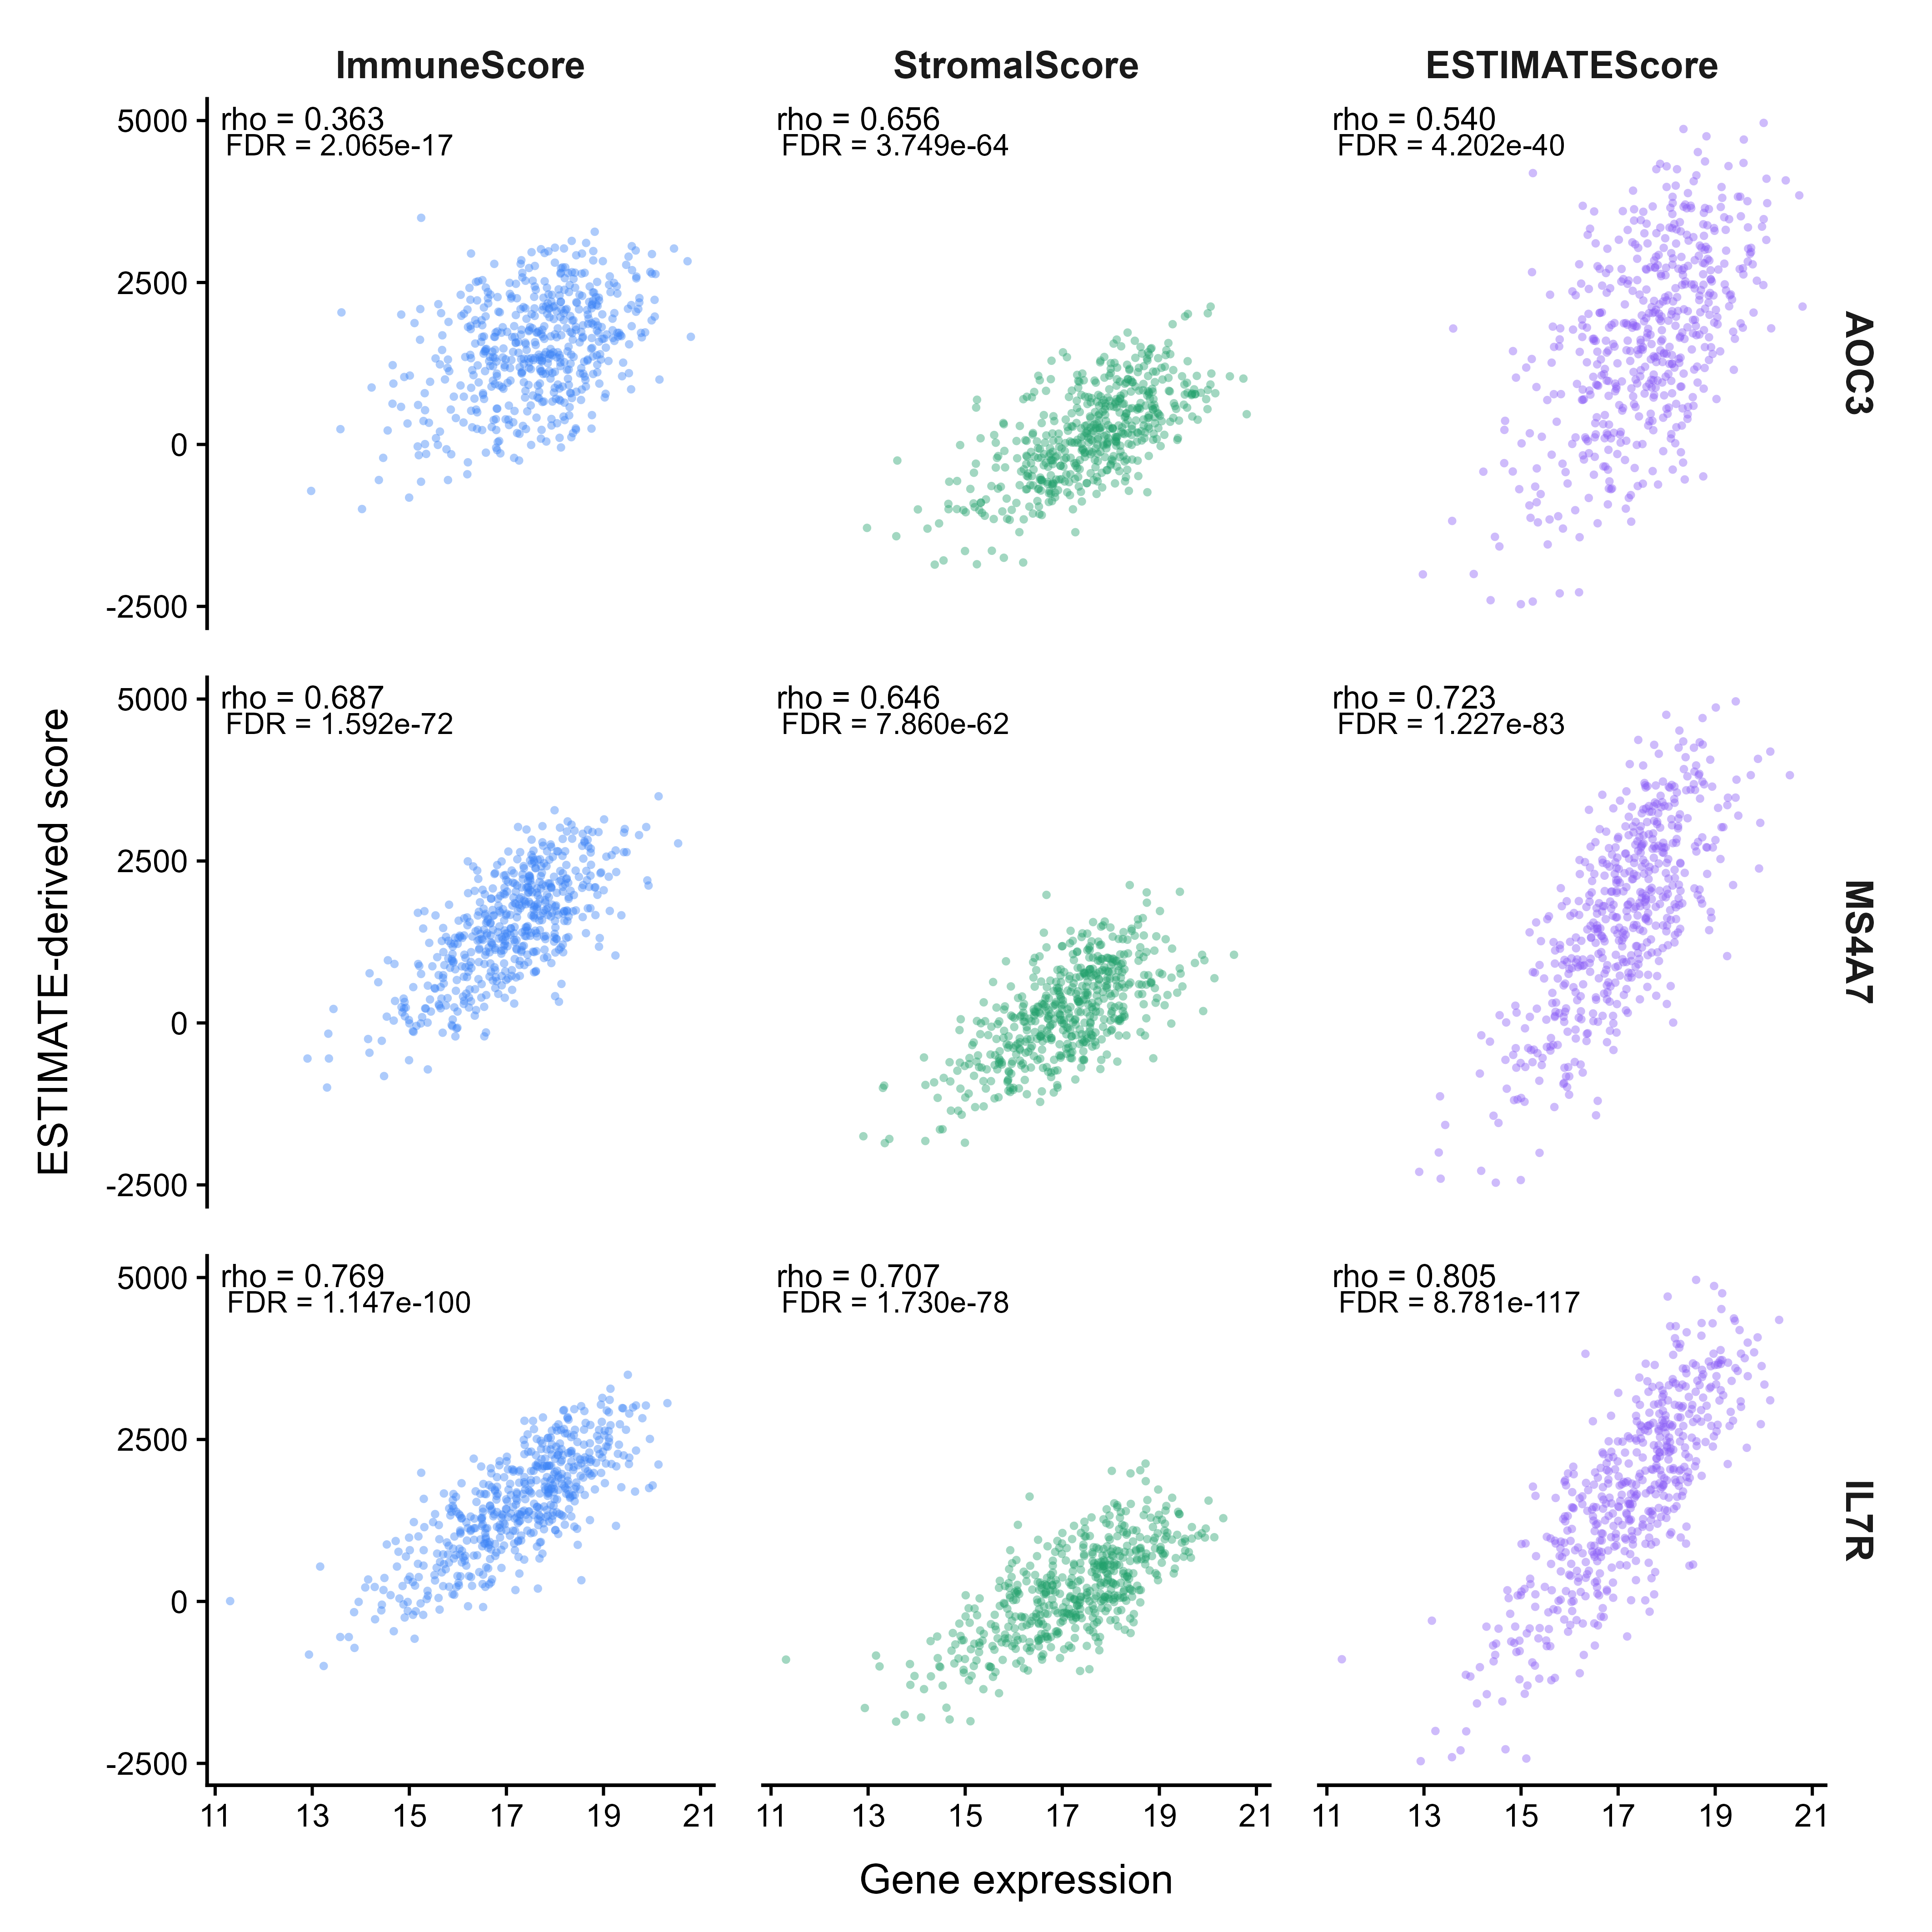 ImmuneScore
StromalScore
ESTIMATEScore
5000
2500
0
-2500
rho = 0.363
FDR = 2.065e-17
rho = 0.656
FDR = 3.749e-64
rho = 0.540
FDR = 4.202e-40
AOC3
ESTIMATE-derived score
5000
2500
0
-2500
rho = 0.687
FDR = 1.592e-72
rho = 0.646
FDR = 7.860e-62
rho = 0.723
FDR = 1.227e-83
MS4A7
5000
2500
0
-2500
rho = 0.769
FDR = 1.147e-100
rho = 0.707
FDR = 1.730e-78
rho = 0.805
FDR = 8.781e-117
IL7R
11 13 15 17 19 21
11 13 15 17 19 21
11 13 15 17 19 21
Gene expression